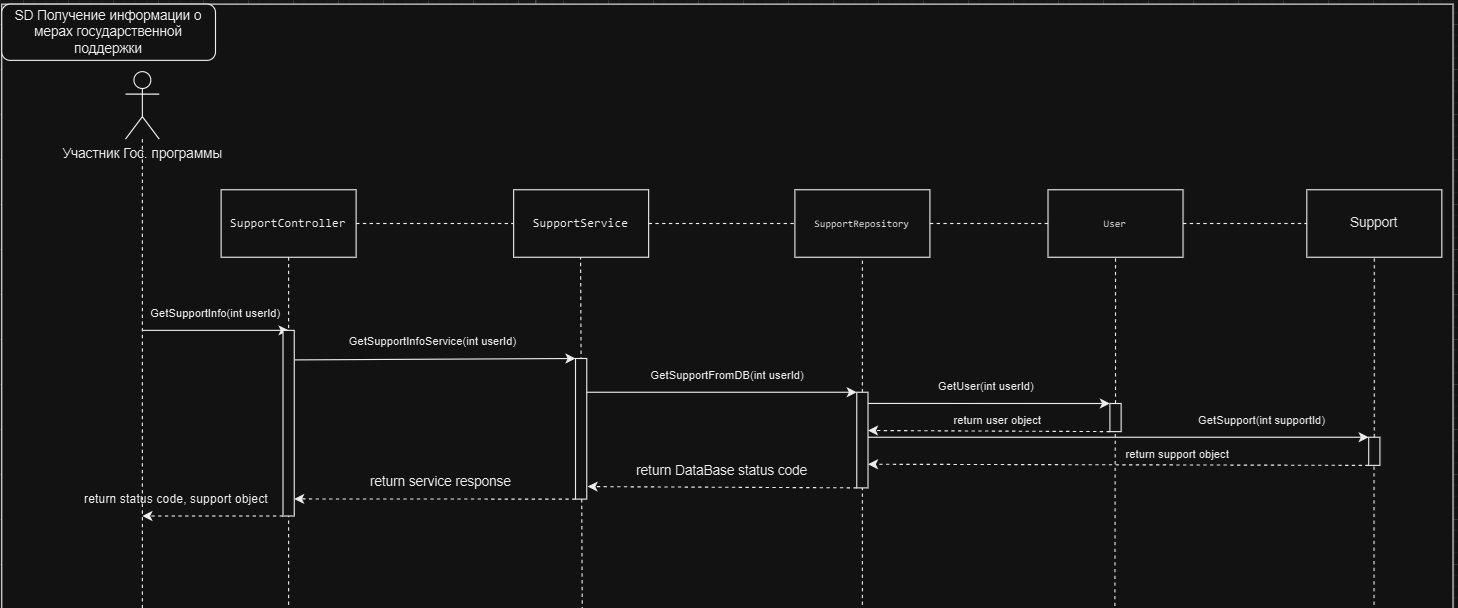 SD Получение информации о
мерах государственной
поддержки
Участник Гос. программы
SupportController
SupportService
SupportRepository
User
Support
GetSupportInfo(int userId)
GetSupportInfoService(int userId)
GetSupportFromDB(int userId)
GetUser(int userId)
return user object
GetSupport(int supportId)
return support object
return DataBase status code
return service response
return status code, support object